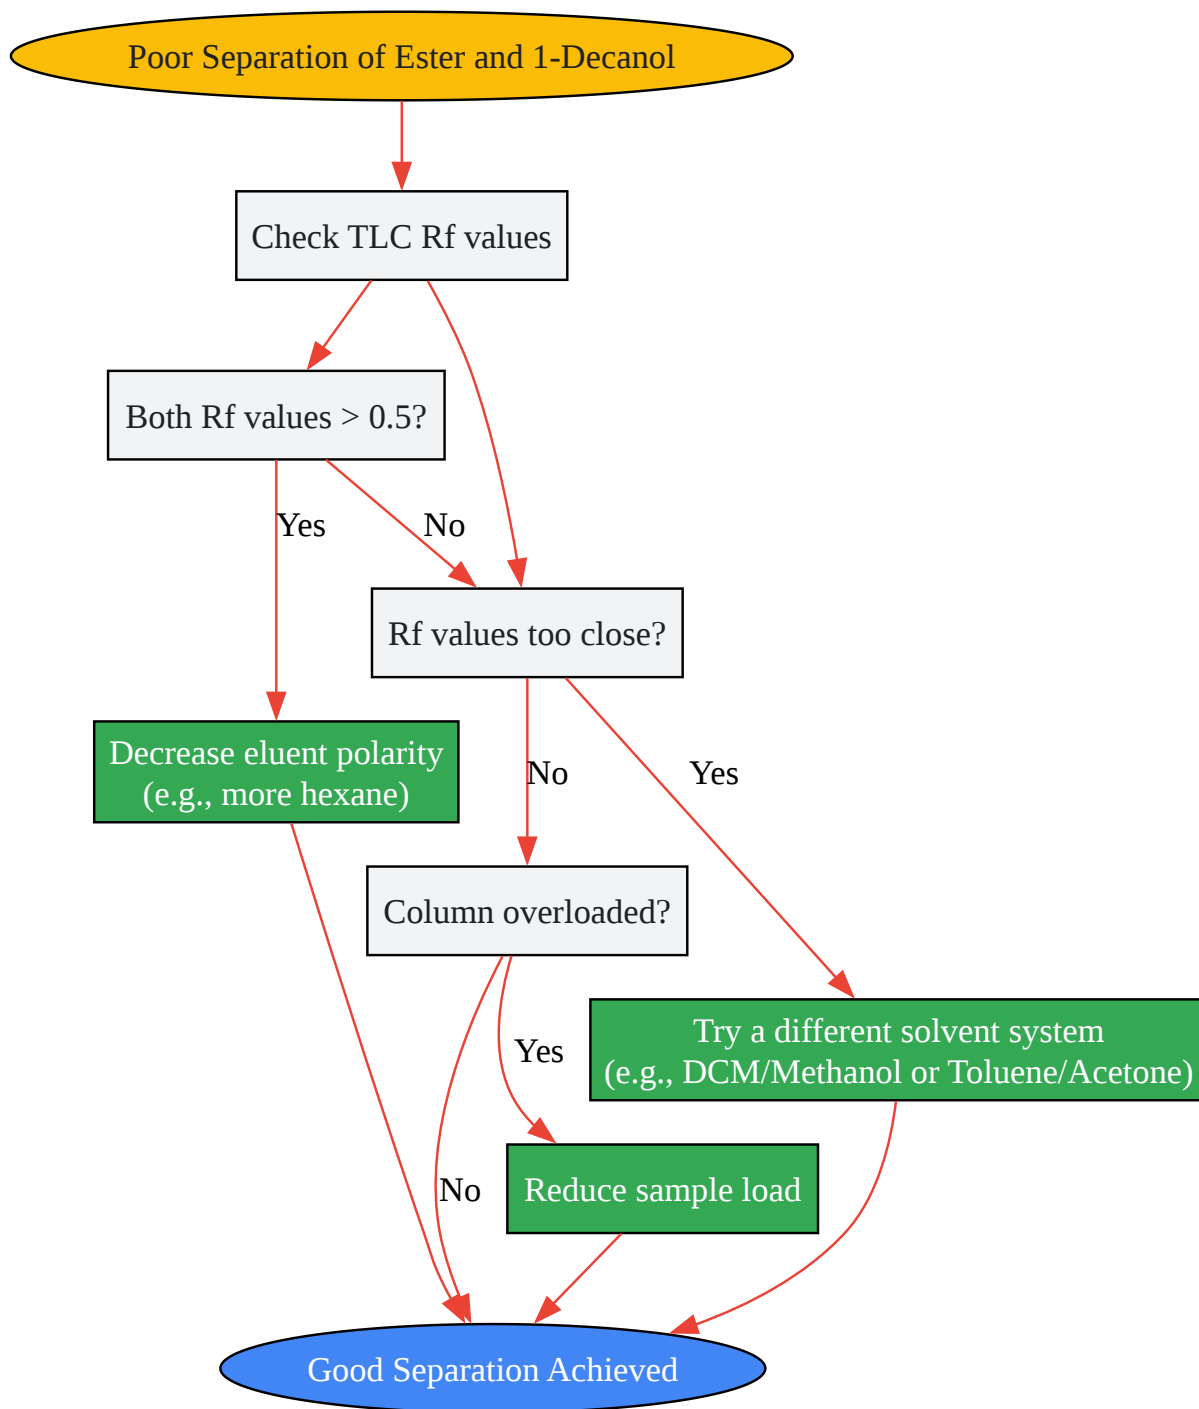 Poor Separation of Ester and 1-Decanol
Check TLC Rf values
Both Rf values > 0.5?
Yes
No
Rf values too close?
Decrease eluent polarity
(e.g., more hexane)
No
Yes
Column overloaded?
Try a different solvent system
(e.g., DCM/Methanol or Toluene/Acetone)
Yes
No
Reduce sample load
Good Separation Achieved